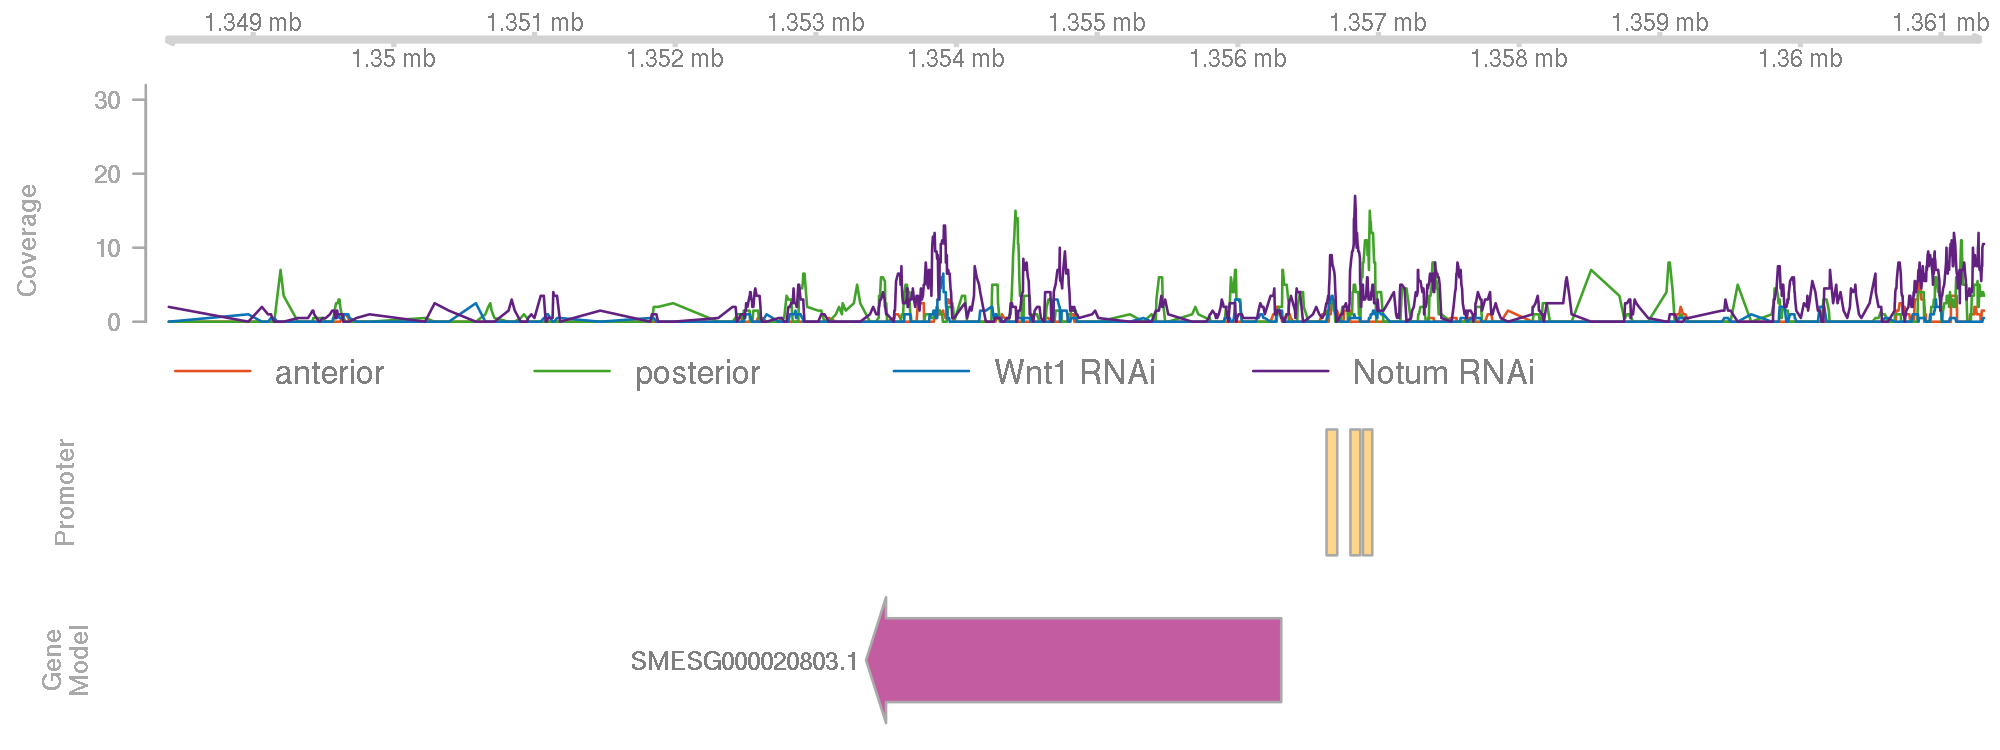 1.349 mb 1.351 mb 1.353 mb 1.355 mb 1.357 mb 1.359 mb 1.361 mb
1.35 mb 1.352 mb 1.354 mb 1.356 mb 1.358 mb 1.36 mb
Coverage
30
20
10
0
anterior posterior Wnt1 RNAi Notum RNAi
Promoter
Gene
Model
SMESG000020803.1